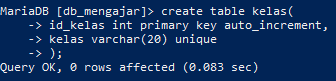 MariaDB [db_mengajar]> create table kelas(
    -> id_kelas int primary key auto_increment,
    -> kelas varchar(20) unique
    -> );
Query OK, 0 rows affected (0.083 sec)